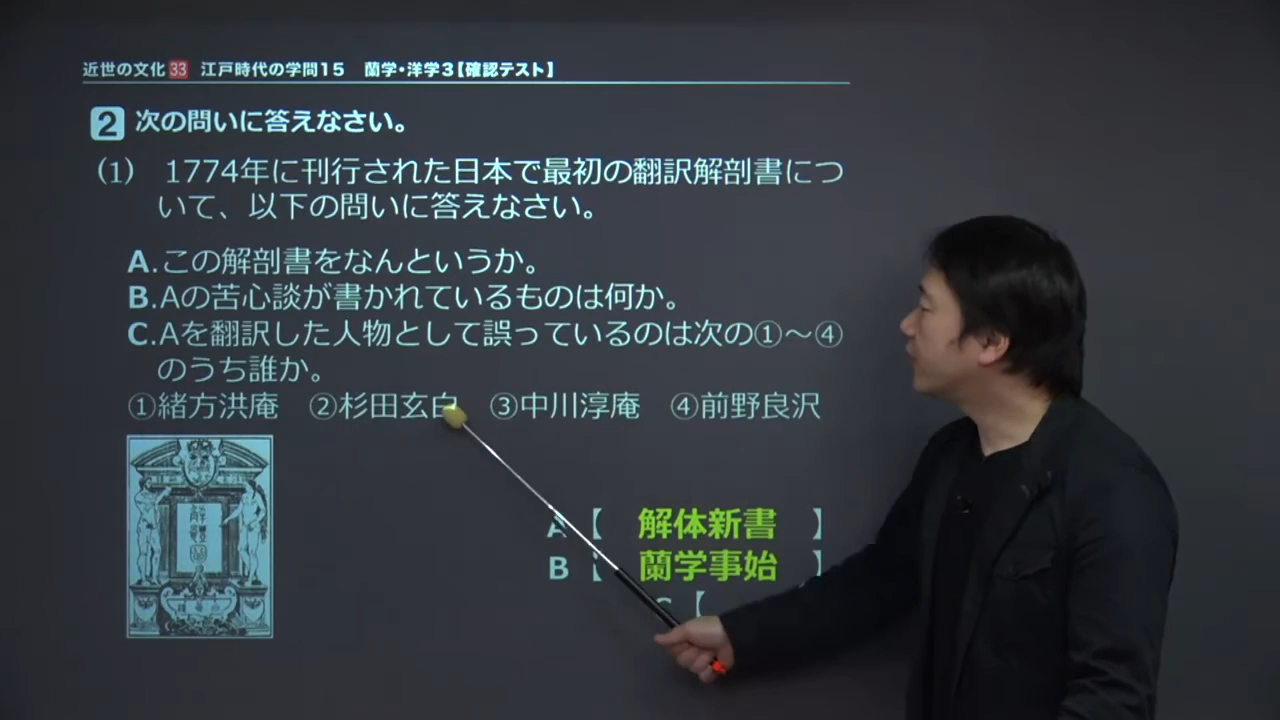 近世の文化33 江戸時代の学問15 蘭学・洋学3【確認テスト】
2 次の問いに答えなさい。
(1) 1774年に刊行された日本で最初の翻訳解剖書につ
いて、以下の問いに答えなさい。
A.この解剖書をなんというか。
B.Aの苦心談が書かれているものは何か。
C.Aを翻訳した人物として誤っているのは次の①～④
のうち誰か。
①緒方洪庵 ②杉田玄白 ③中川淳庵 ④前野良沢
A【 解体新書 】
B【 蘭学事始 】
C【